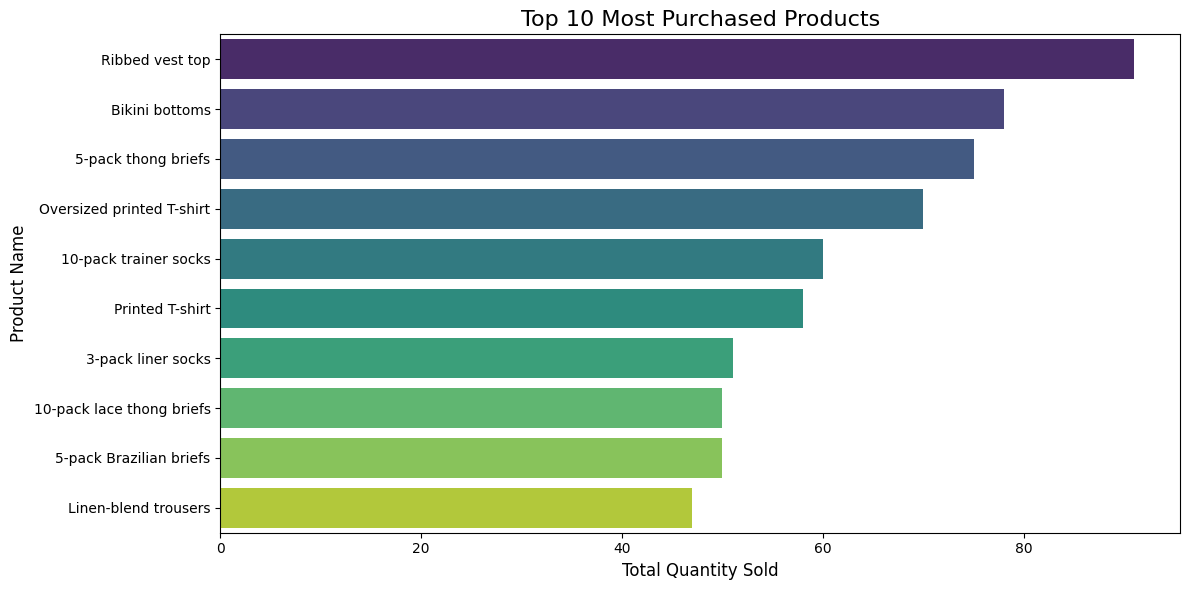 Top 10 Most Purchased Products
Product Name
Ribbed vest top
Bikini bottoms
5-pack thong briefs
Oversized printed T-shirt
10-pack trainer socks
Printed T-shirt
3-pack liner socks
10-pack lace thong briefs
5-pack Brazilian briefs
Linen-blend trousers
0 20 40 60 80
Total Quantity Sold